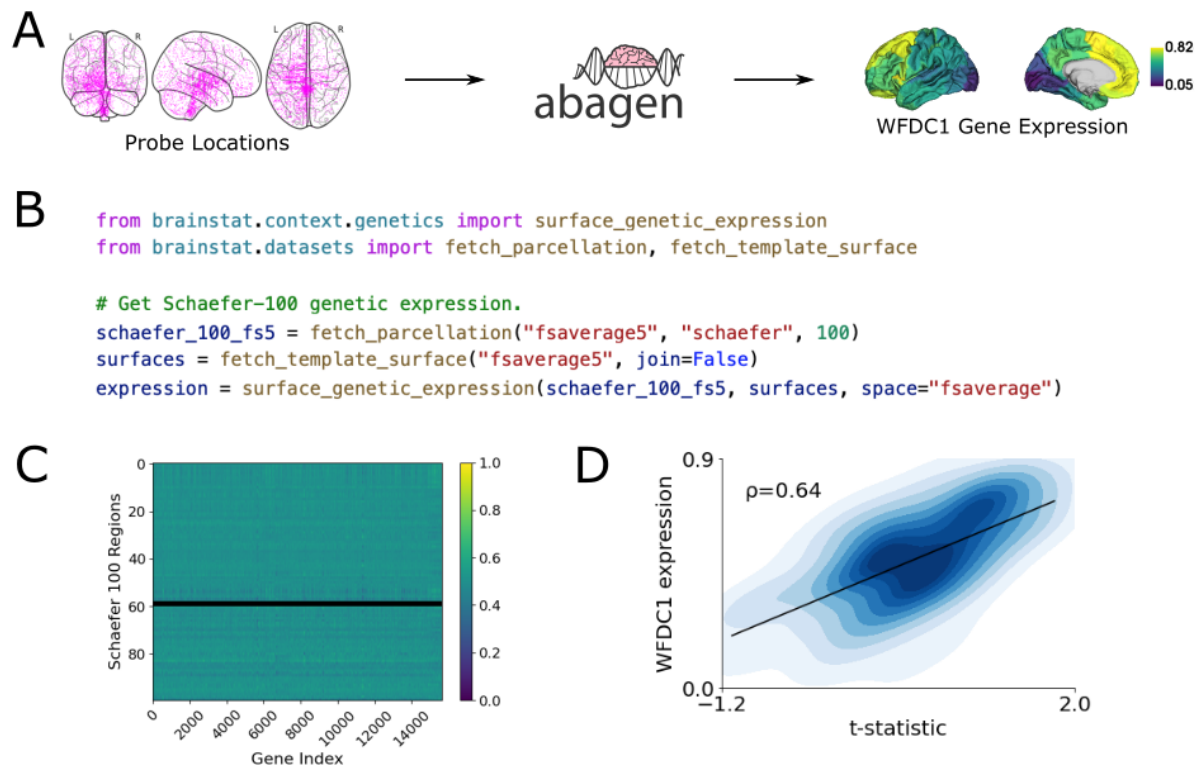 A
L R
L R
Probe Locations
abagen
0.82
0.05
WFDC1 Gene Expression
B
from brainstat.context.genetics import surface_genetic_expression
from brainstat.datasets import fetch_parcellation, fetch_template_surface
# Get Schaefer-100 genetic expression.
schaefer_100_fs5 = fetch_parcellation("fsaverage5", "schaefer", 100)
surfaces = fetch_template_surface("fsaverage5", join=False)
expression = surface_genetic_expression(schaefer_100_fs5, surfaces, space="fsaverage")
C
Schaefer 100 Regions
0
20
40
60
80
0 2000 4000 6000 8000 10000 12000 14000
Gene Index
1.0
0.8
0.6
0.4
0.2
0.0
D
WFDC1 expression
0.9
ρ=0.64
0.0
−1.2 2.0
t-statistic